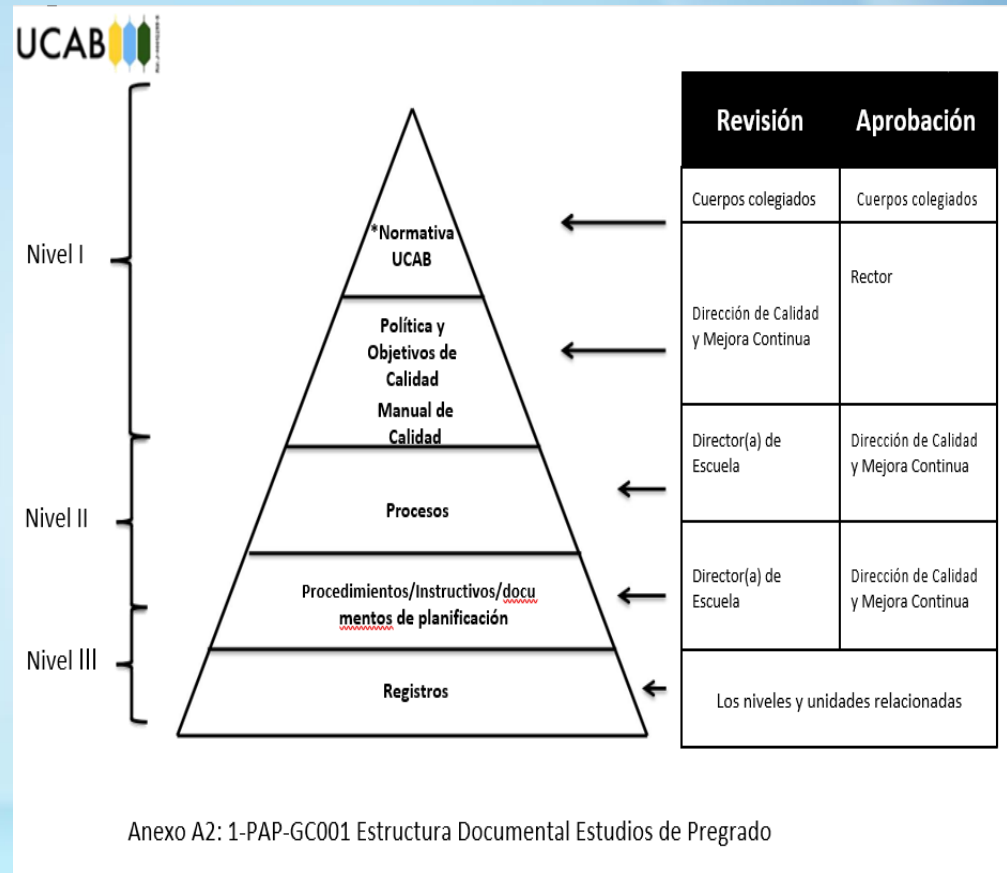 UCAB
Revisión
Aprobación
Cuerpos colegiados
Cuerpos colegiados
Nivel I
*Normativa
UCAB
Rector
Dirección de Calidad
y Mejora Continua
Política y
Objetivos de
Calidad
Manual de
Calidad
Director(a) de
Escuela
Dirección de Calidad
y Mejora Continua
Nivel II
Procesos
Procedimientos/Instructivos/docu
mentos de planificación
Director(a) de
Escuela
Dirección de Calidad
y Mejora Continua
Nivel III
Registros
Los niveles y unidades relacionadas
Anexo A2: 1-PAP-GC001 Estructura Documental Estudios de Pregrado